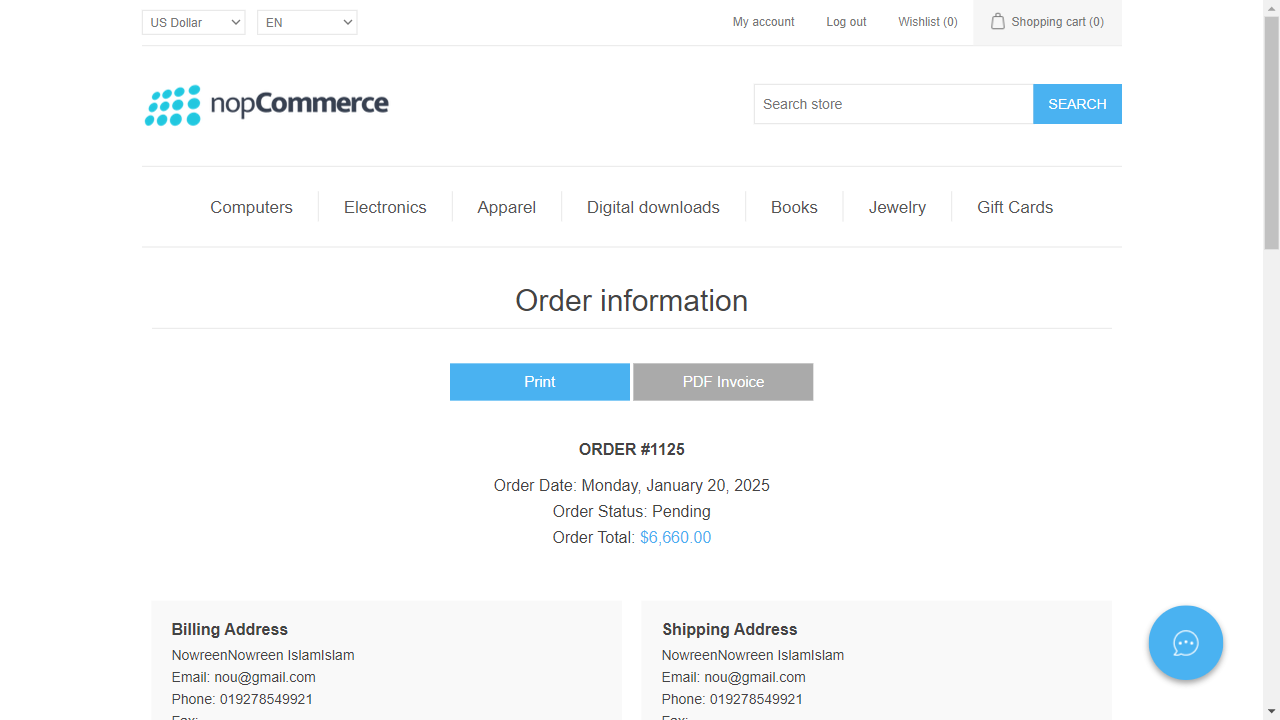 US Dollar EN My account Log out Wishlist (0) Shopping cart (0)
nopCommerce Search store SEARCH
Computers Electronics Apparel Digital downloads Books Jewelry Gift Cards
Order information
Print PDF Invoice
ORDER #1125
Order Date: Monday, January 20, 2025
Order Status: Pending
Order Total: $6,660.00
Billing Address
NowreenNowreen IslamIslam
Email: nou@gmail.com
Phone: 019278549921
Fax:
Shipping Address
NowreenNowreen IslamIslam
Email: nou@gmail.com
Phone: 019278549921
Fax: